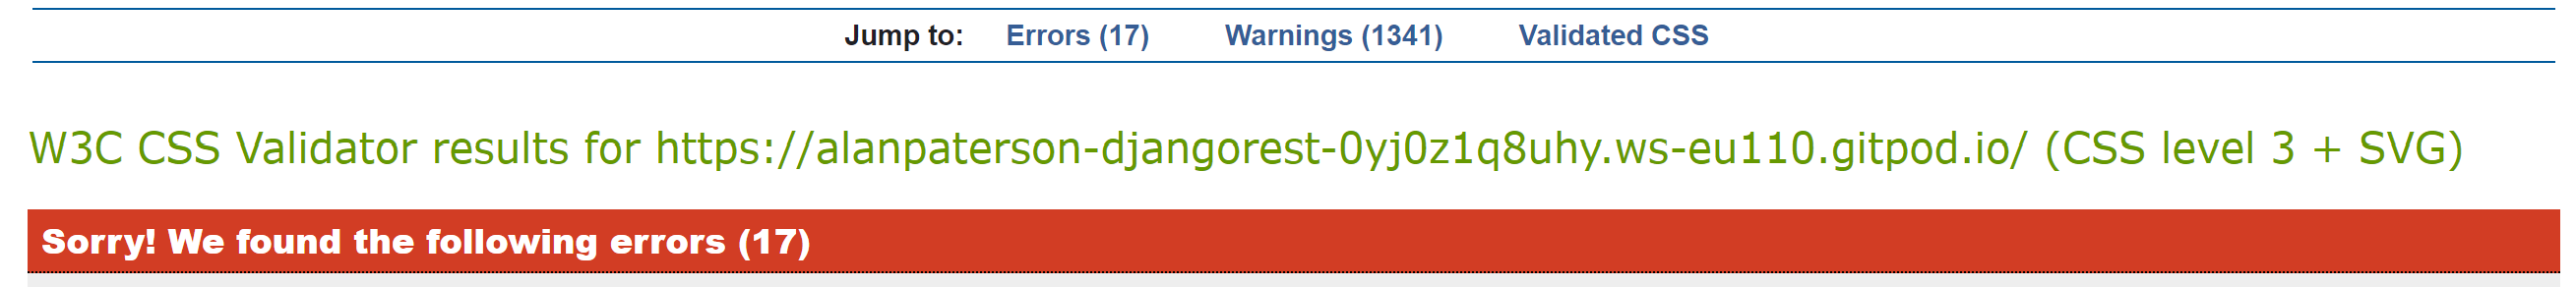 Jump to: Errors (17) Warnings (1341) Validated CSS
W3C CSS Validator results for https://alanpaterson-djangorest-0yj0z1q8uhy.ws-eu110.gitpod.io/ (CSS level 3 + SVG)
Sorry! We found the following errors (17)